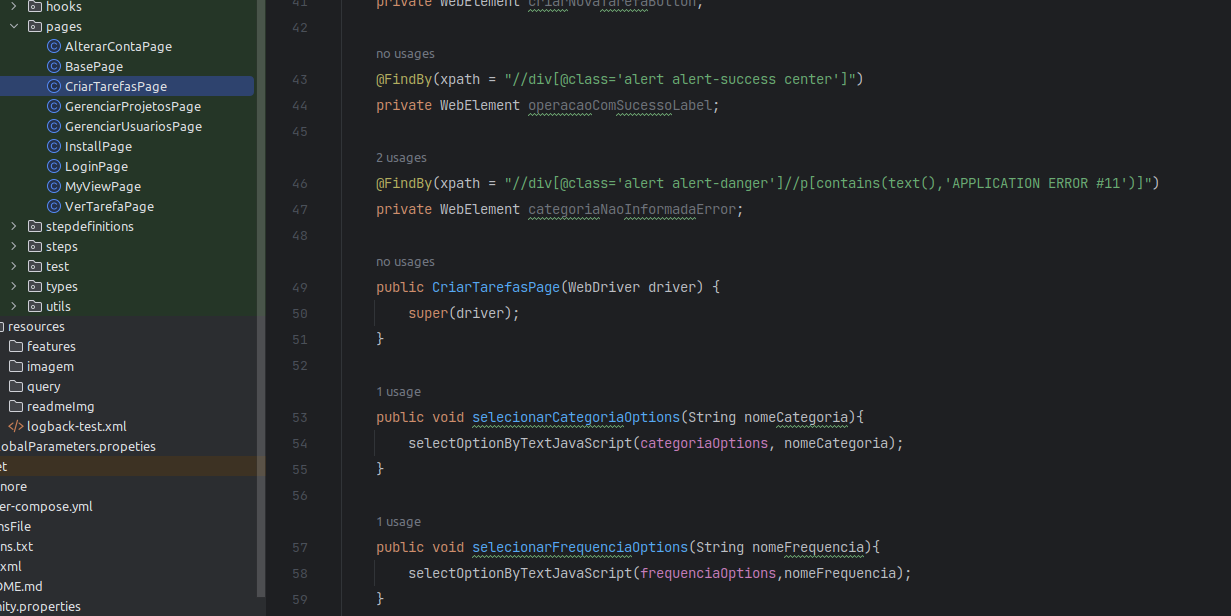 hooks
pages
AlterarContaPage
BasePage
CriarTarefasPage
GerenciarProjetosPage
GerenciarUsuariosPage
InstallPage
LoginPage
MyViewPage
VerTarefaPage
stepdefinitions
steps
test
types
utils
resources
features
imagem
query
readmeImg
logback-test.xml
obalParameters.propeties
et
nore
er-compose.yml
nsFile
ns.txt
xml
OME.md
nity.properties
41 private WebElement criarNovaTarefaButton;
42
no usages
43 @FindBy(xpath = "//div[@class='alert alert-success center']")
44 private WebElement operacaoComSucessoLabel;
45
2 usages
46 @FindBy(xpath = "//div[@class='alert alert-danger']//p[contains(text(),'APPLICATION ERROR #11')]")
47 private WebElement categoriaNaoInformadaError;
48
no usages
49 public CriarTarefasPage(WebDriver driver) {
50 super(driver);
51 }
52
1 usage
53 public void selecionarCategoriaOptions(String nomeCategoria){
54 selectOptionByTextJavaScript(categoriaOptions, nomeCategoria);
55 }
56
1 usage
57 public void selecionarFrequenciaOptions(String nomeFrequencia){
58 selectOptionByTextJavaScript(frequenciaOptions,nomeFrequencia);
59 }